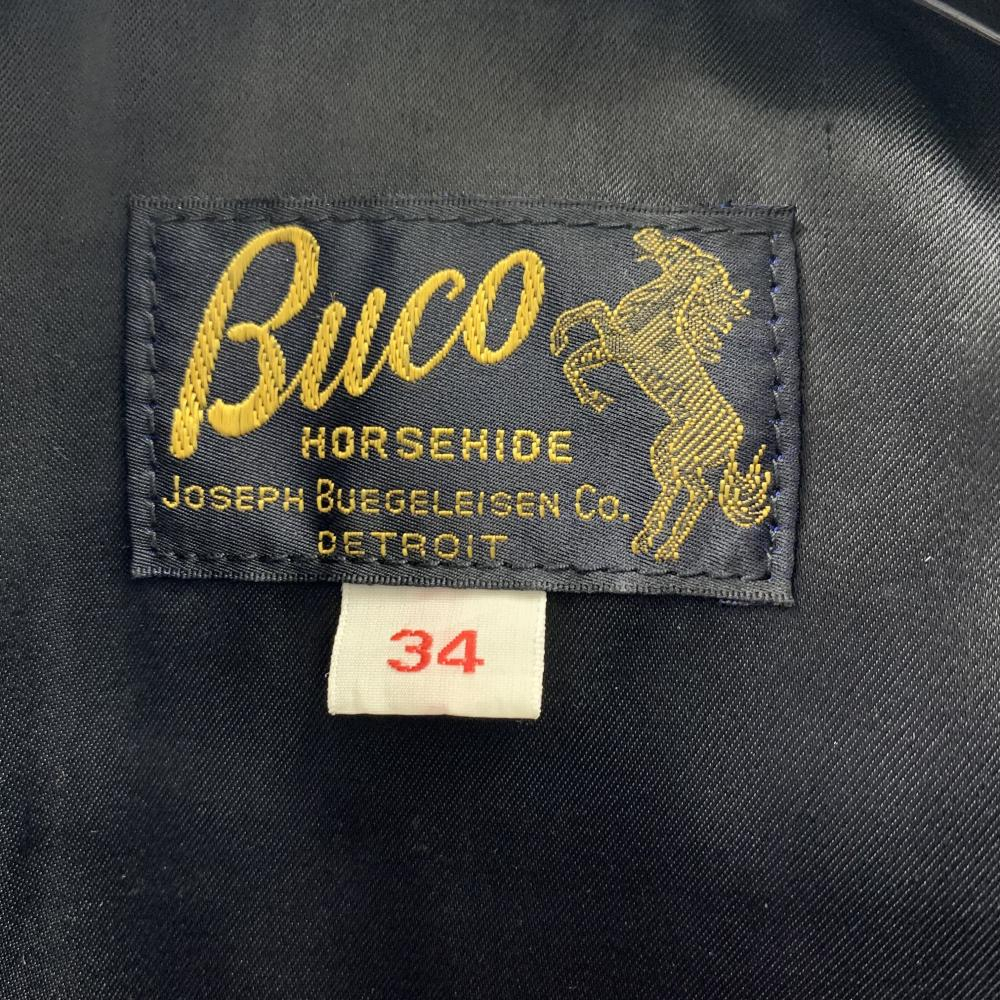 Buco
HORSEHIDE
JOSEPH BUEGELEISEN CO.
DETROIT
34